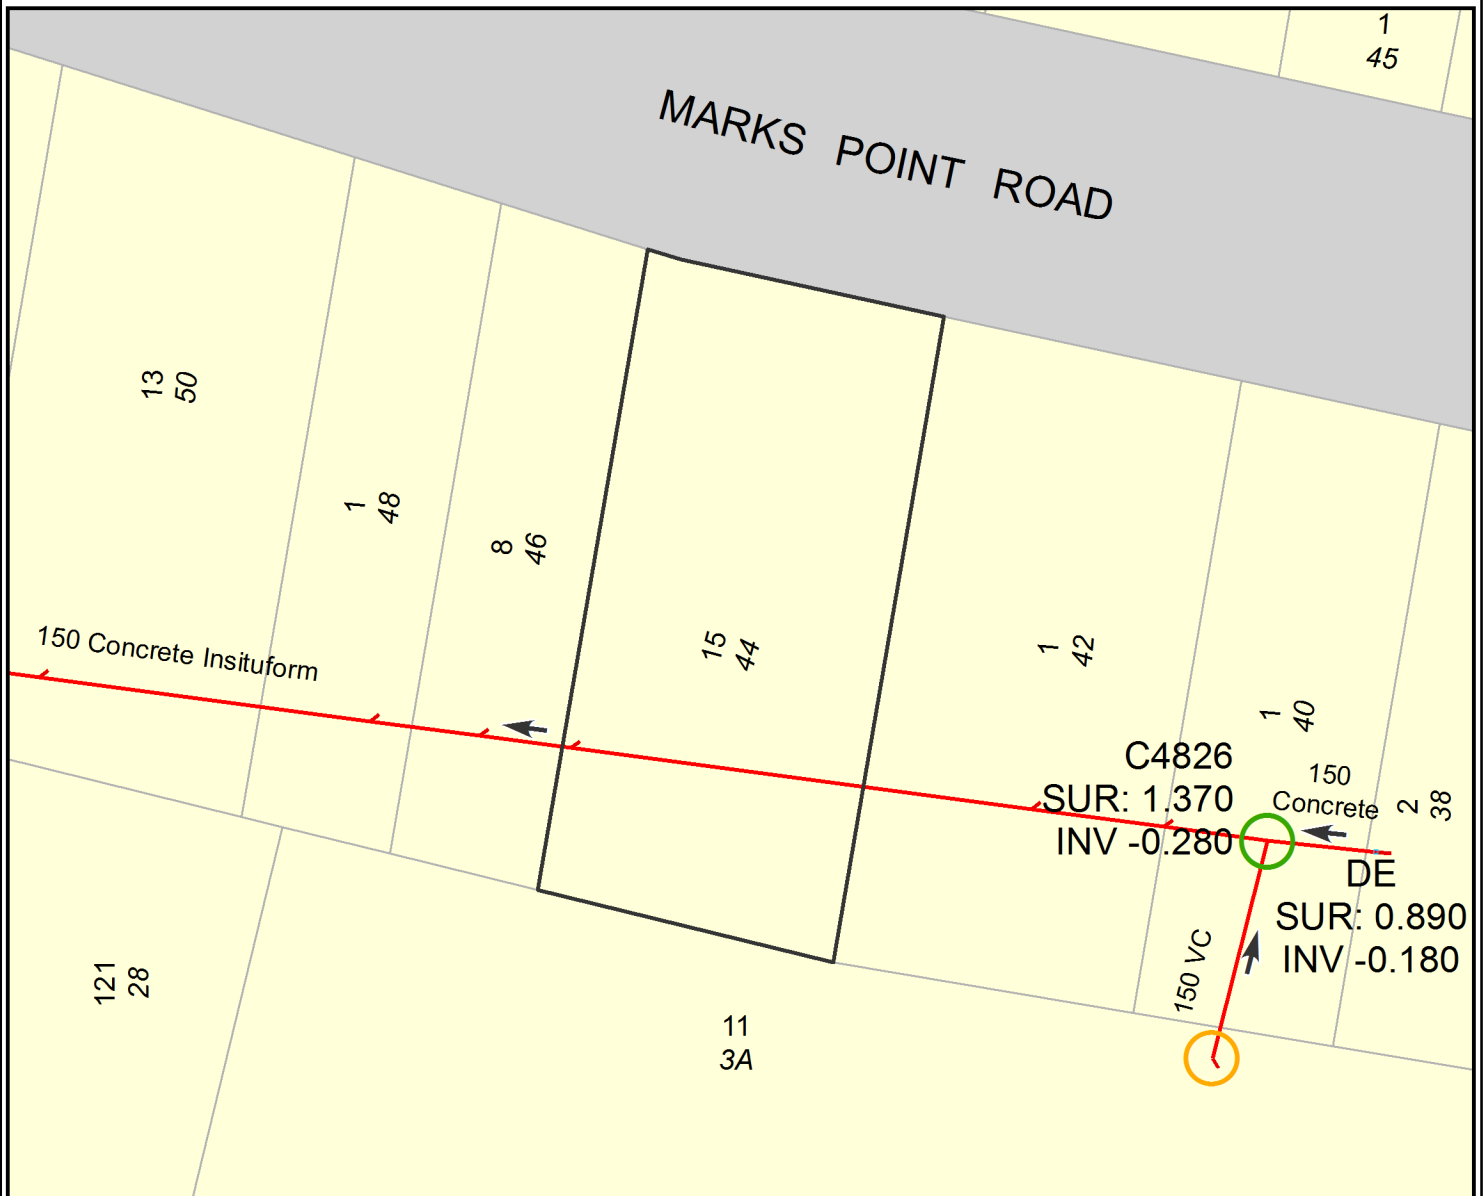 1
45
MARKS POINT ROAD
13
50
1
48
8
46
15
44
1
42
1
40
2
38
150 Concrete Insituform
C4826
SUR: 1.370
INV -0.280
150
Concrete
DE
SUR: 0.890
INV -0.180
150 VC
121
28
11
3A